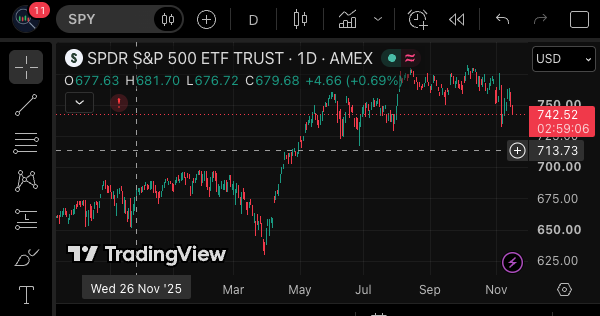 11
SPY
D
SPDR S&P 500 ETF TRUST · 1D · AMEX
USD
O677.63 H681.70 L676.72 C679.68 +4.66 (+0.69%)
750.00
742.52
02:59:06
725.00
713.73
700.00
675.00
650.00
625.00
TradingView
Wed 26 Nov '25
Mar
May
Jul
Sep
Nov
T